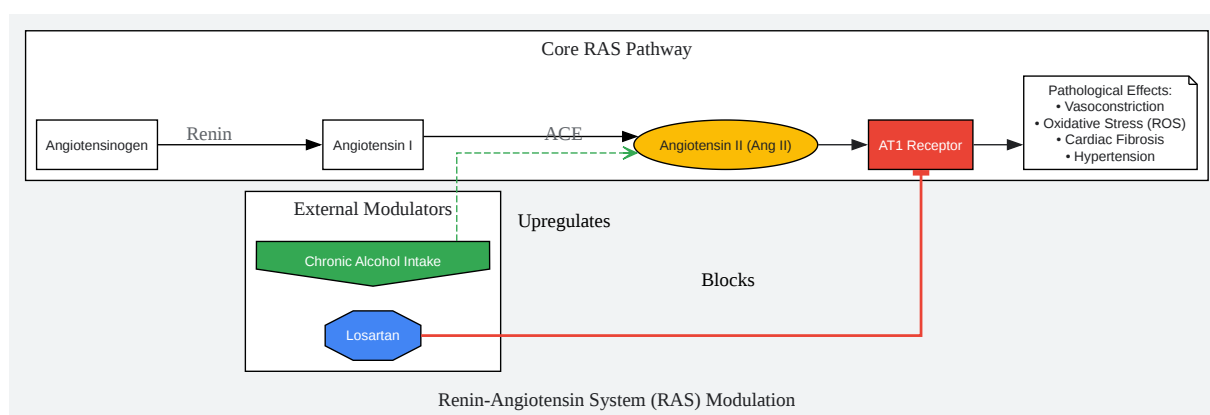 Core RAS Pathway
Angiotensinogen
Renin
Angiotensin I
ACE
Angiotensin II (Ang II)
AT1 Receptor
Pathological Effects:
• Vasoconstriction
• Oxidative Stress (ROS)
• Cardiac Fibrosis
• Hypertension
External Modulators
Upregulates
Chronic Alcohol Intake
Blocks
Losartan
Renin-Angiotensin System (RAS) Modulation